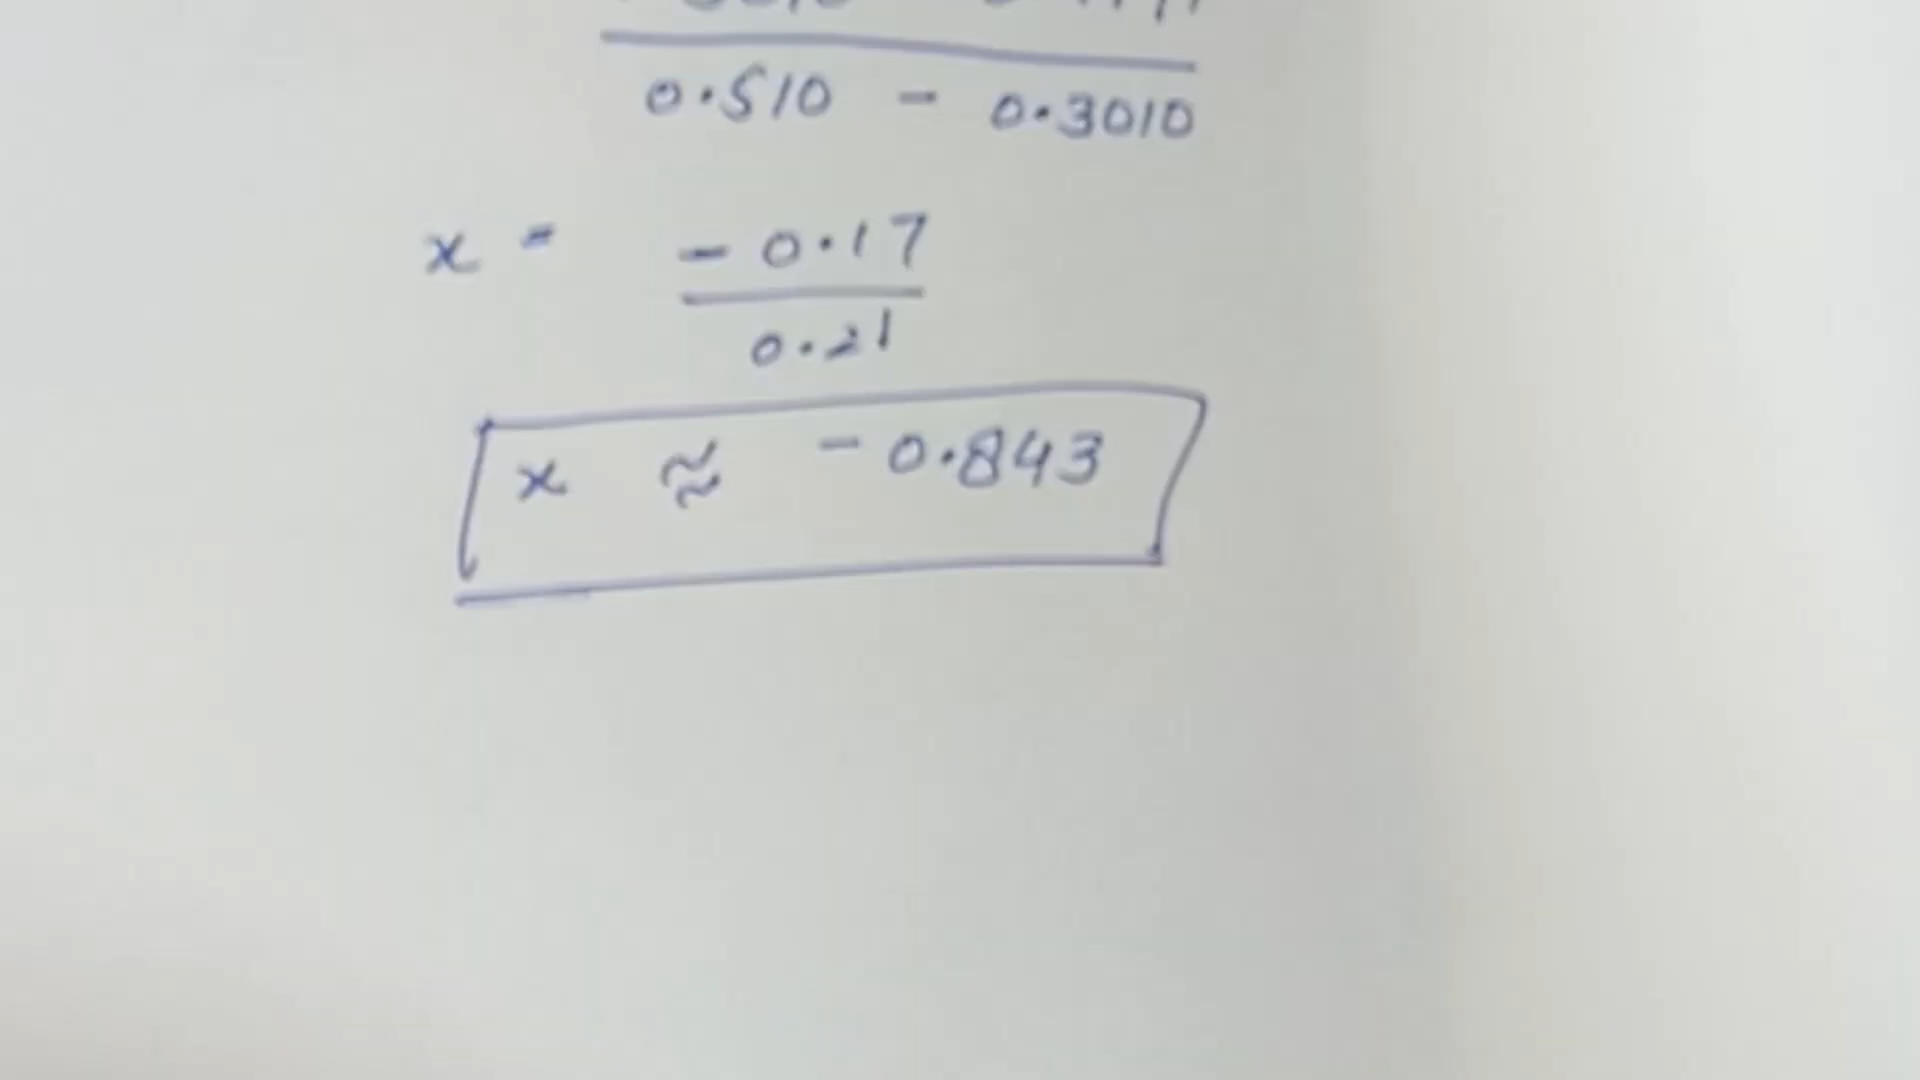 0.510 - 0.3010
x = - 0.17
0.21
x ≈ - 0.843